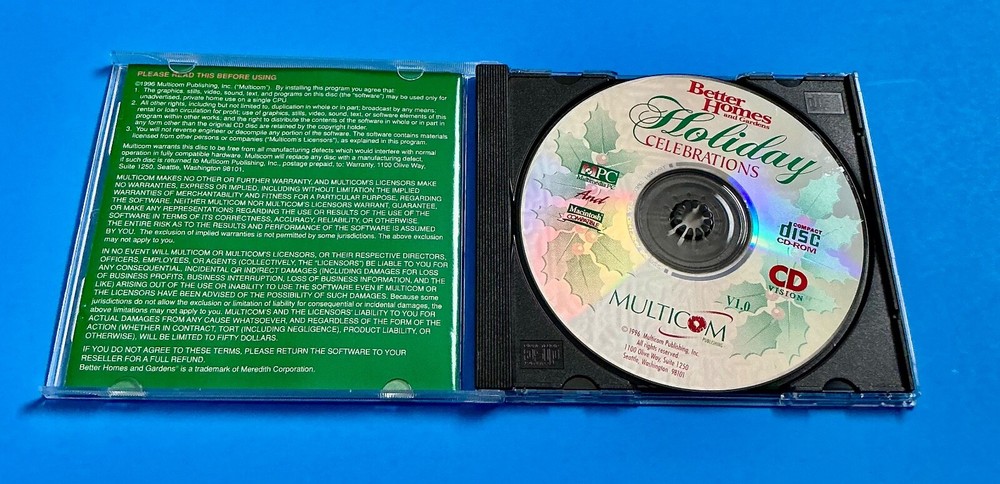 PLEASE READ THIS BEFORE USING
©1996 Multicom Publishing, Inc. ("Multicom"). By installing this program you agree that:
1. The graphics, stills, video, sound, text, and programs on this disc (the "software") may be used only for
unadvertised, private home use on a single CPU.
2. All other rights, including but not limited to, duplication in whole or in part; broadcast by any means;
rental or loan circulation for profit; use of graphics, stills, video, sound, text, or software elements of this
program within other works; and the right to distribute the contents of the software in whole or in part in
any form other than the original CD disc are retained by the copyright holder.
3. You will not reverse engineer or decompile any portion of the software. The software contains materials
licensed from other persons or companies ("Multicom's Licensors"), as explained in this program.
Multicom warrants this disc to be free from all manufacturing defects which would interfere with normal
operation in fully compatible hardware. Multicom will replace any disc with a manufacturing defect,
if such disc is returned to Multicom Publishing, Inc., postage prepaid, to: Warranty, 1100 Olive Way,
Suite 1250, Seattle, Washington 98101.
MULTICOM MAKES NO OTHER OR FURTHER WARRANTY, AND MULTICOM'S LICENSORS MAKE
NO WARRANTIES, EXPRESS OR IMPLIED, INCLUDING WITHOUT LIMITATION THE IMPLIED
WARRANTIES OF MERCHANTABILITY AND FITNESS FOR A PARTICULAR PURPOSE, REGARDING
THE SOFTWARE. NEITHER MULTICOM NOR MULTICOM'S LICENSORS WARRANT, GUARANTEE,
OR MAKE ANY REPRESENTATIONS REGARDING THE USE OR RESULTS OF THE USE OF THE
SOFTWARE IN TERMS OF ITS CORRECTNESS, ACCURACY, RELIABILITY, OR OTHERWISE.
THE ENTIRE RISK AS TO THE RESULTS AND PERFORMANCE OF THE SOFTWARE IS ASSUMED
BY YOU. The exclusion of implied warranties is not permitted by some jurisdictions. The above exclusion
may not apply to you.
IN NO EVENT WILL MULTICOM OR MULTICOM'S LICENSORS, OR THEIR RESPECTIVE DIRECTORS,
OFFICERS, EMPLOYEES, OR AGENTS (COLLECTIVELY, THE "LICENSORS") BE LIABLE TO YOU FOR
ANY CONSEQUENTIAL, INCIDENTAL OR INDIRECT DAMAGES (INCLUDING DAMAGES FOR LOSS
OF BUSINESS PROFITS, BUSINESS INTERRUPTION, LOSS OF BUSINESS INFORMATION, AND THE
LIKE) ARISING OUT OF THE USE OR INABILITY TO USE THE SOFTWARE EVEN IF MULTICOM OR
THE LICENSORS HAVE BEEN ADVISED OF THE POSSIBILITY OF SUCH DAMAGES. Because some
jurisdictions do not allow the exclusion or limitation of liability for consequential or incidental damages, the
above limitations may not apply to you. MULTICOM'S AND THE LICENSORS' LIABILITY TO YOU FOR
ACTUAL DAMAGES FROM ANY CAUSE WHATSOEVER, AND REGARDLESS OF THE FORM OF THE
ACTION (WHETHER IN CONTRACT, TORT (INCLUDING NEGLIGENCE), PRODUCT LIABILITY, OR
OTHERWISE), WILL BE LIMITED TO FIFTY DOLLARS.
IF YOU DO NOT AGREE TO THESE TERMS, PLEASE RETURN THE SOFTWARE TO YOUR
RESELLER FOR A FULL REFUND.
Better Homes and Gardens® is a trademark of Meredith Corporation.
Better
Homes
and Gardens
Holiday
CELEBRATIONS
PC
And
Macintosh
COMPATIBLE
COMPACT
disc
CD-ROM
CD
VISION
V1.0
MULTICOM
PUBLISHING
© 1996 Multicom Publishing, Inc.
All rights reserved
1100 Olive Way, Suite 1250
Seattle, Washington 98101